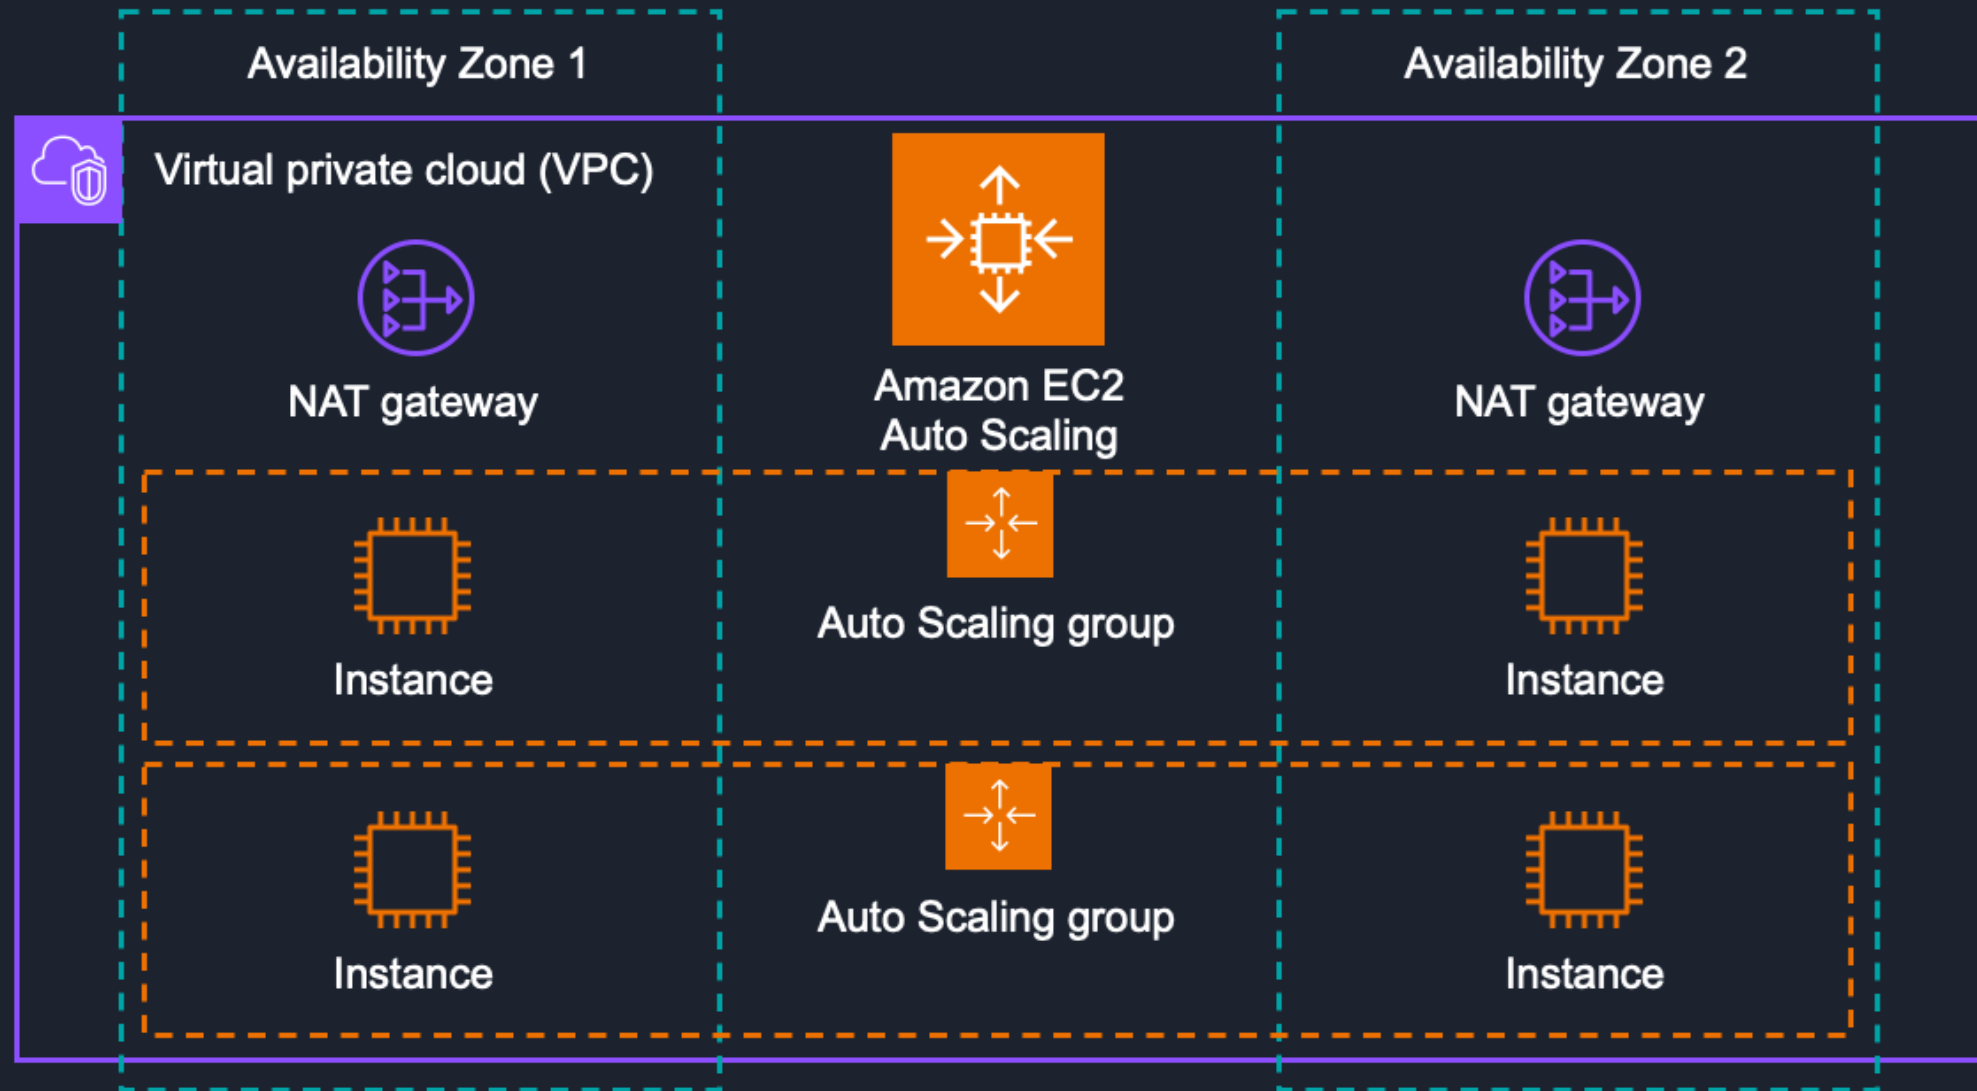 Availability Zone 1
Availability Zone 2
Virtual private cloud (VPC)
NAT gateway
Amazon EC2
Auto Scaling
NAT gateway
Instance
Auto Scaling group
Instance
Instance
Auto Scaling group
Instance